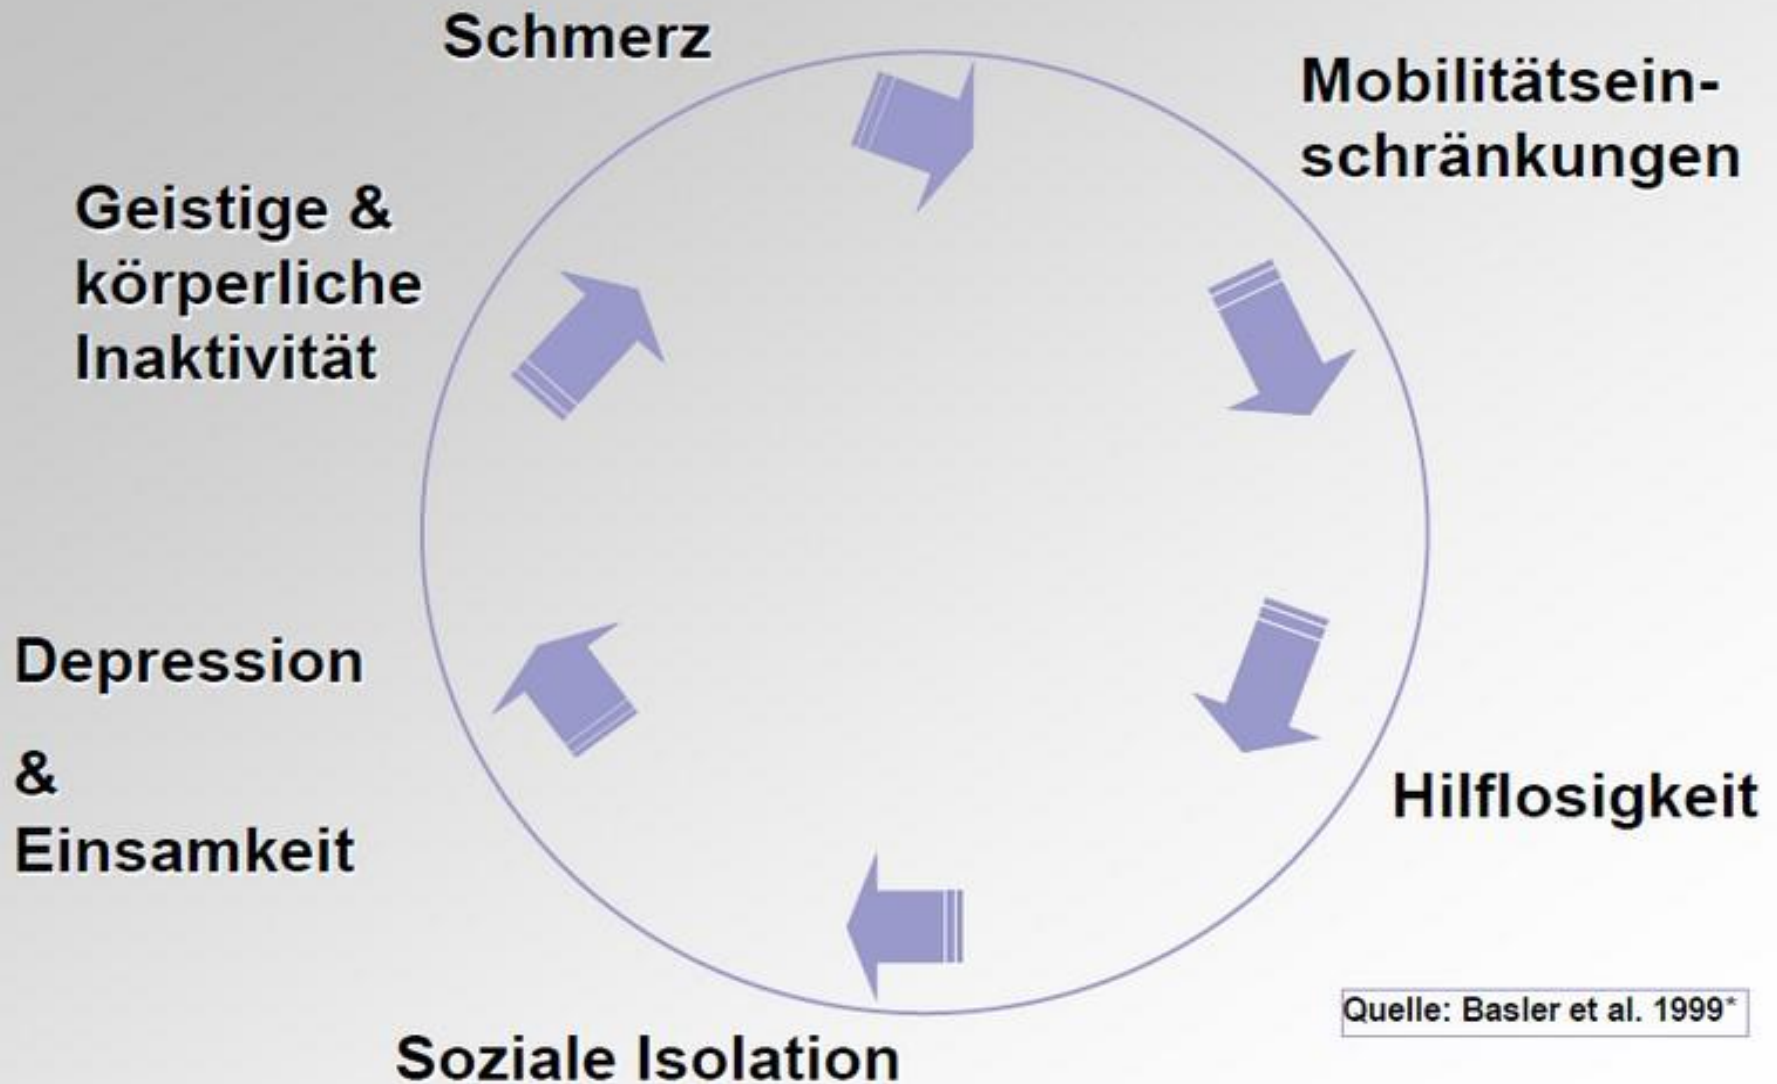 Schmerz
Mobilitätsein-
schränkungen
Hilflosigkeit
Soziale Isolation
Depression
&
Einsamkeit
Geistige &
körperliche
Inaktivität
Quelle: Basler et al. 1999*